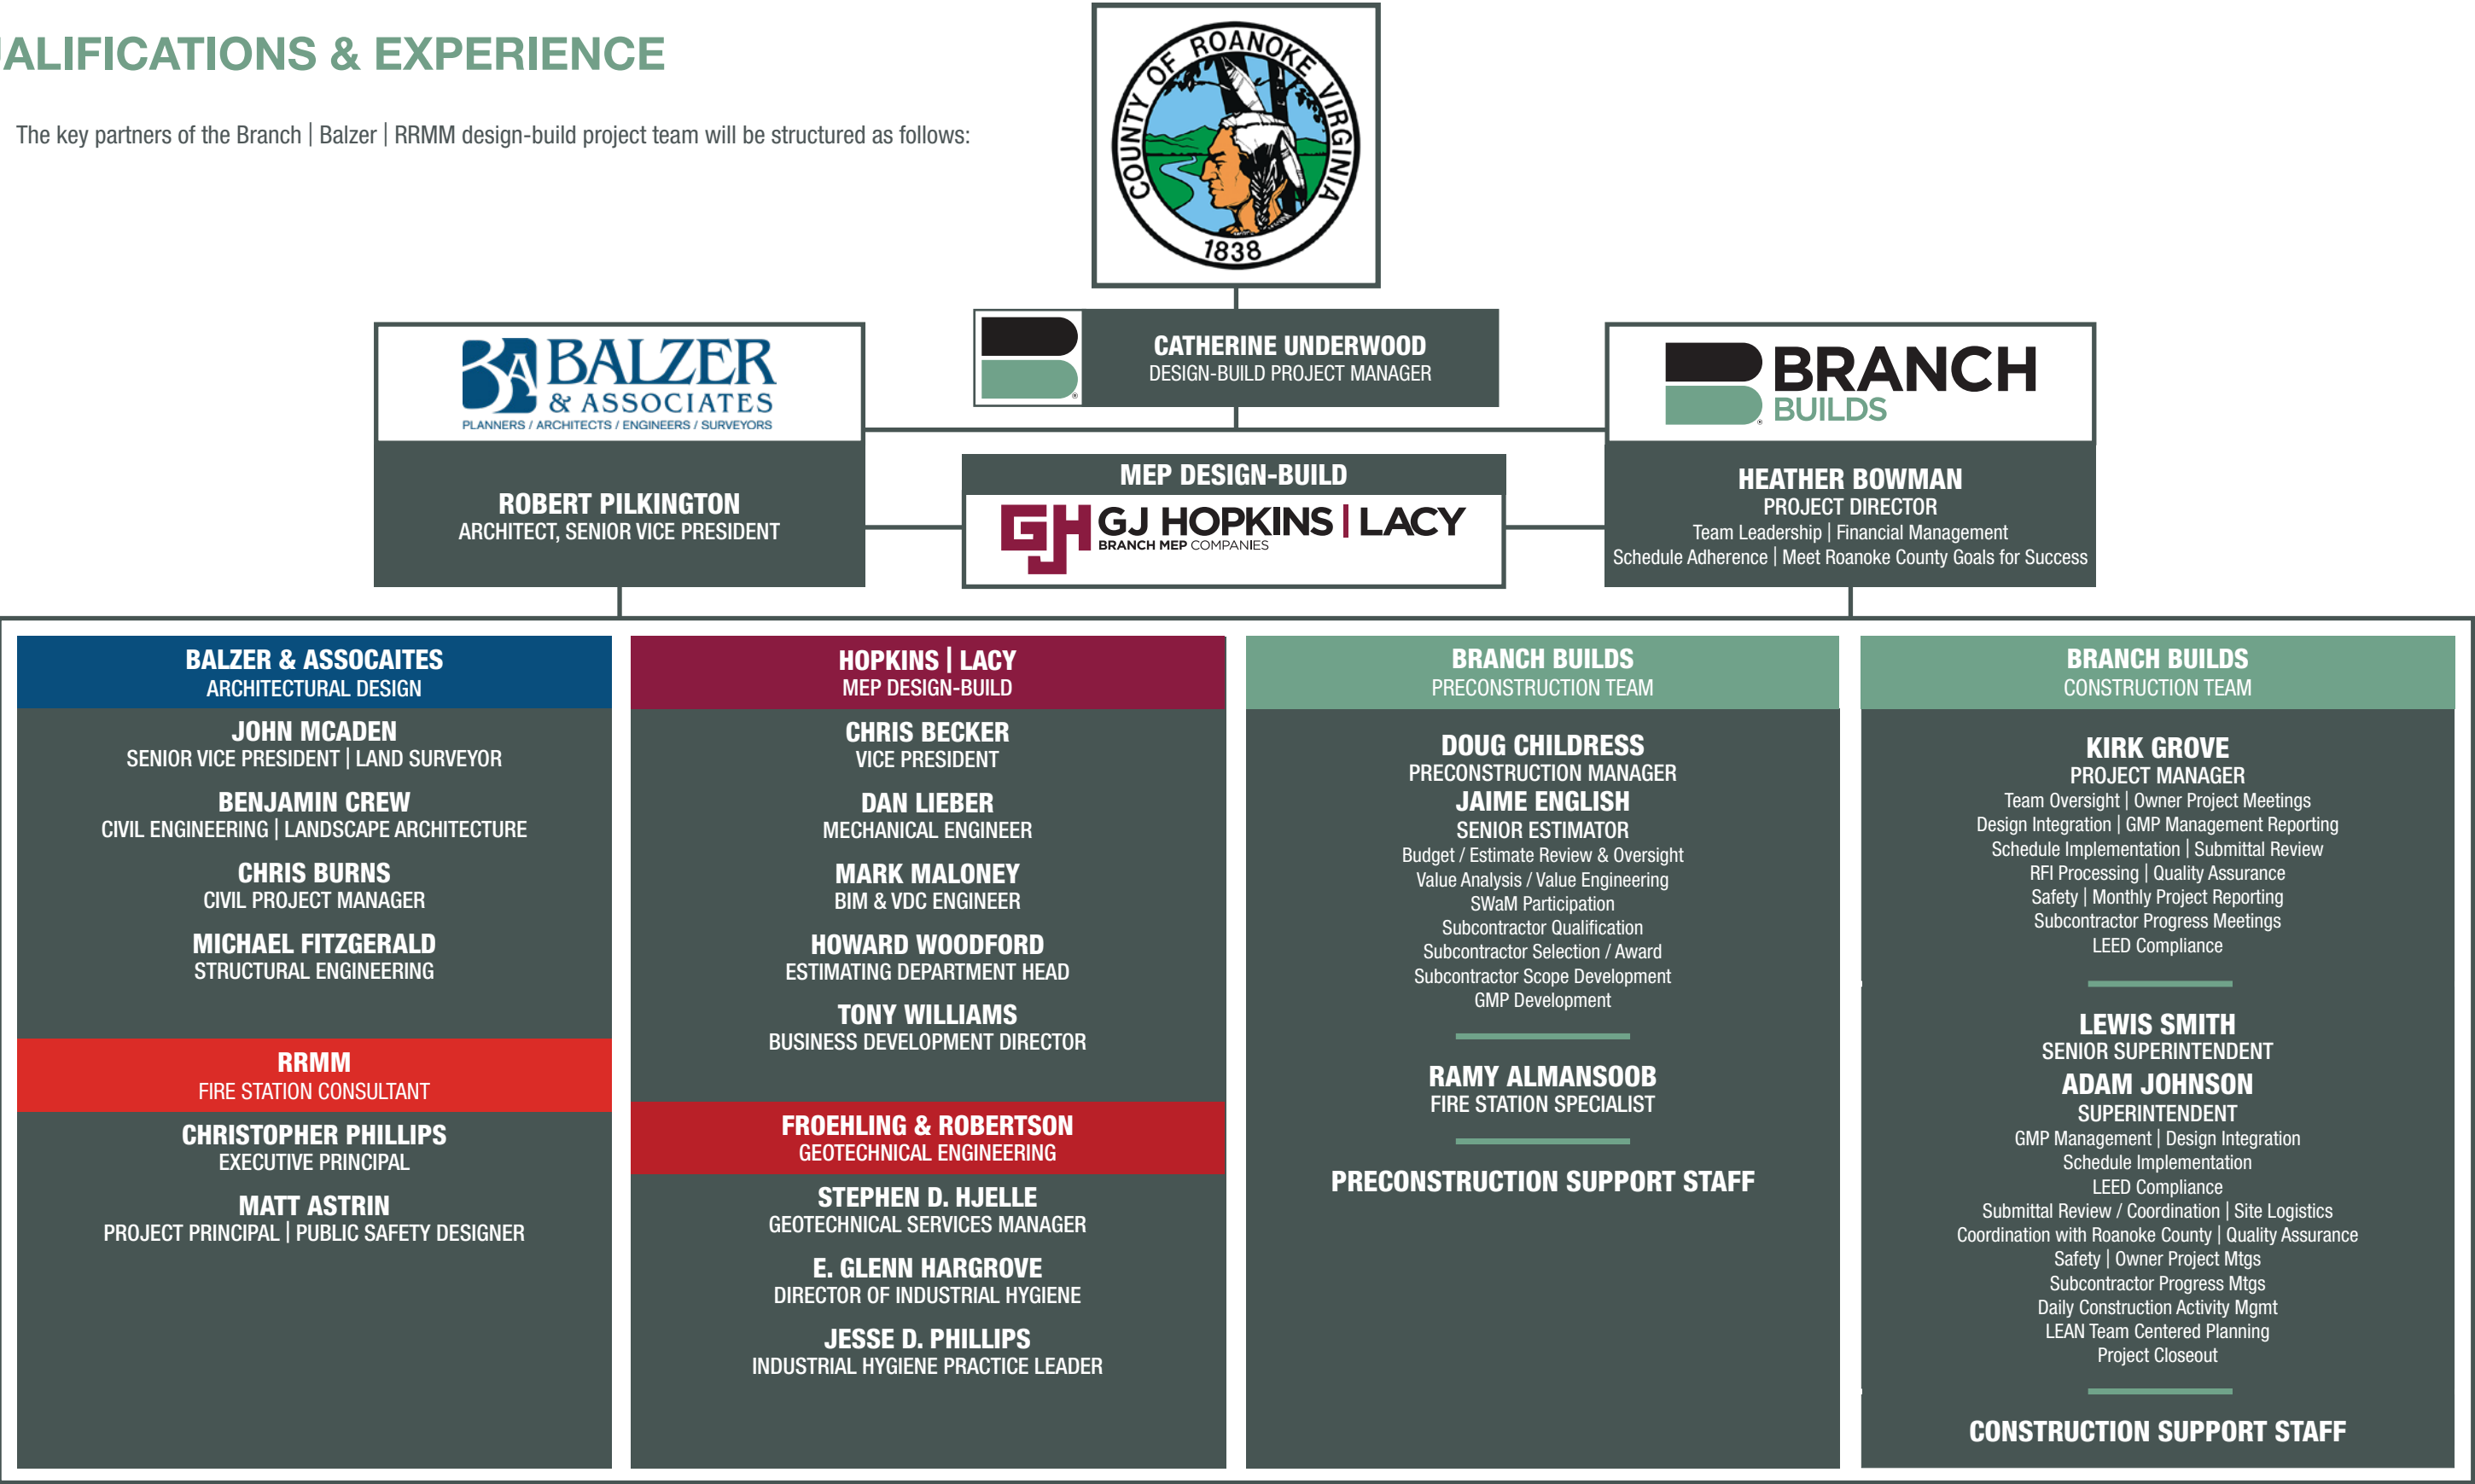 ALIFICATIONS & EXPERIENCE
The key partners of the Branch | Balzer | RRMM design-build project team will be structured as follows:
COUNTY OF ROANOKE VIRGINIA
1838
CATHERINE UNDERWOOD
DESIGN-BUILD PROJECT MANAGER
BA BALZER
& ASSOCIATES
PLANNERS / ARCHITECTS / ENGINEERS / SURVEYORS
ROBERT PILKINGTON
ARCHITECT, SENIOR VICE PRESIDENT
MEP DESIGN-BUILD
GJH GJ HOPKINS | LACY
BRANCH MEP COMPANIES
BRANCH
BUILDS
HEATHER BOWMAN
PROJECT DIRECTOR
Team Leadership | Financial Management
Schedule Adherence | Meet Roanoke County Goals for Success
BALZER & ASSOCAITES
ARCHITECTURAL DESIGN
JOHN MCADEN
SENIOR VICE PRESIDENT | LAND SURVEYOR
BENJAMIN CREW
CIVIL ENGINEERING | LANDSCAPE ARCHITECTURE
CHRIS BURNS
CIVIL PROJECT MANAGER
MICHAEL FITZGERALD
STRUCTURAL ENGINEERING
RRMM
FIRE STATION CONSULTANT
CHRISTOPHER PHILLIPS
EXECUTIVE PRINCIPAL
MATT ASTRIN
PROJECT PRINCIPAL | PUBLIC SAFETY DESIGNER
HOPKINS | LACY
MEP DESIGN-BUILD
CHRIS BECKER
VICE PRESIDENT
DAN LIEBER
MECHANICAL ENGINEER
MARK MALONEY
BIM & VDC ENGINEER
HOWARD WOODFORD
ESTIMATING DEPARTMENT HEAD
TONY WILLIAMS
BUSINESS DEVELOPMENT DIRECTOR
FROEHLING & ROBERTSON
GEOTECHNICAL ENGINEERING
STEPHEN D. HJELLE
GEOTECHNICAL SERVICES MANAGER
E. GLENN HARGROVE
DIRECTOR OF INDUSTRIAL HYGIENE
JESSE D. PHILLIPS
INDUSTRIAL HYGIENE PRACTICE LEADER
BRANCH BUILDS
PRECONSTRUCTION TEAM
DOUG CHILDRESS
PRECONSTRUCTION MANAGER
JAIME ENGLISH
SENIOR ESTIMATOR
Budget / Estimate Review & Oversight
Value Analysis / Value Engineering
SWaM Participation
Subcontractor Qualification
Subcontractor Selection / Award
Subcontractor Scope Development
GMP Development
RAMY ALMANSOOB
FIRE STATION SPECIALIST
PRECONSTRUCTION SUPPORT STAFF
BRANCH BUILDS
CONSTRUCTION TEAM
KIRK GROVE
PROJECT MANAGER
Team Oversight | Owner Project Meetings
Design Integration | GMP Management Reporting
Schedule Implementation | Submittal Review
RFI Processing | Quality Assurance
Safety | Monthly Project Reporting
Subcontractor Progress Meetings
LEED Compliance
LEWIS SMITH
SENIOR SUPERINTENDENT
ADAM JOHNSON
SUPERINTENDENT
GMP Management | Design Integration
Schedule Implementation
LEED Compliance
Submittal Review / Coordination | Site Logistics
Coordination with Roanoke County | Quality Assurance
Safety | Owner Project Mtgs
Subcontractor Progress Mtgs
Daily Construction Activity Mgmt
LEAN Team Centered Planning
Project Closeout
CONSTRUCTION SUPPORT STAFF